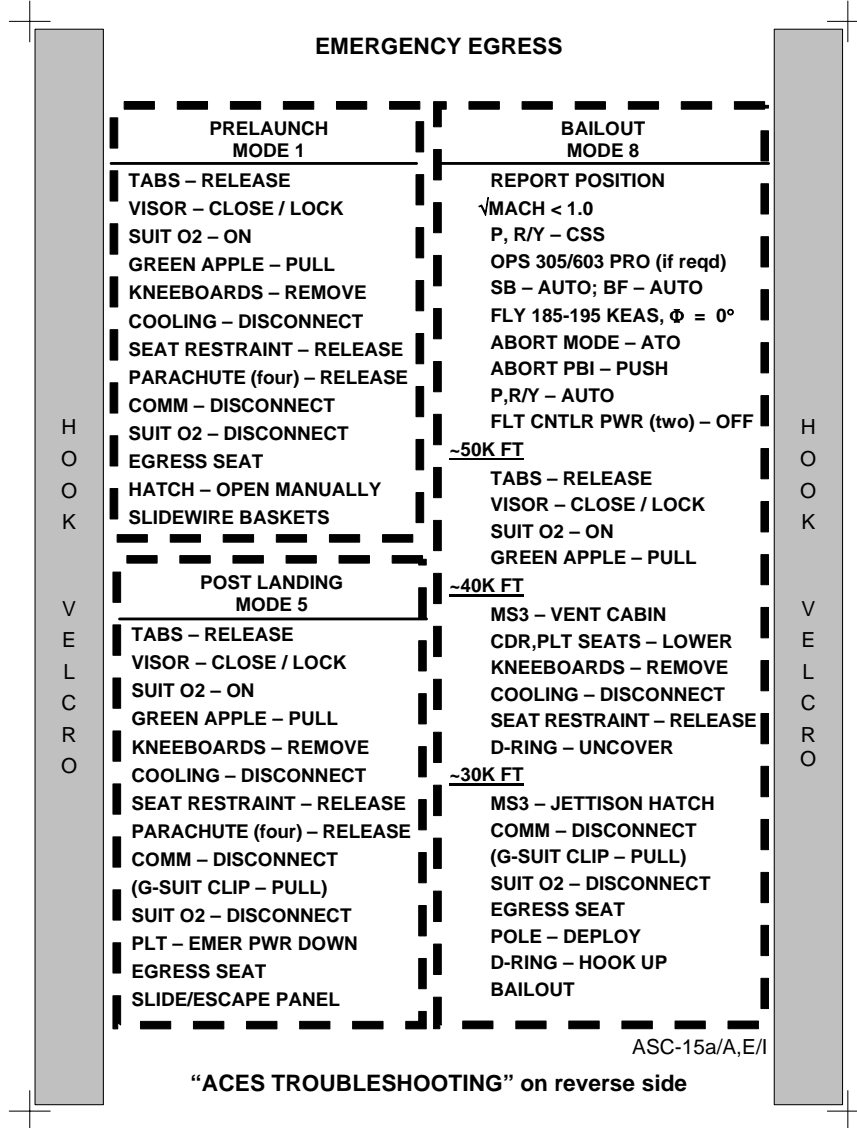 EMERGENCY EGRESS
PRELAUNCH
MODE 1
TABS – RELEASE
VISOR – CLOSE / LOCK
SUIT O2 – ON
GREEN APPLE – PULL
KNEEBOARDS – REMOVE
COOLING – DISCONNECT
SEAT RESTRAINT – RELEASE
PARACHUTE (four) – RELEASE
COMM – DISCONNECT
SUIT O2 – DISCONNECT
EGRESS SEAT
HATCH – OPEN MANUALLY
SLIDEWIRE BASKETS
POST LANDING
MODE 5
TABS – RELEASE
VISOR – CLOSE / LOCK
SUIT O2 – ON
GREEN APPLE – PULL
KNEEBOARDS – REMOVE
COOLING – DISCONNECT
SEAT RESTRAINT – RELEASE
PARACHUTE (four) – RELEASE
COMM – DISCONNECT
(G-SUIT CLIP – PULL)
SUIT O2 – DISCONNECT
PLT – EMER PWR DOWN
EGRESS SEAT
SLIDE/ESCAPE PANEL
BAILOUT
MODE 8
REPORT POSITION
√MACH < 1.0
P, R/Y – CSS
OPS 305/603 PRO (if reqd)
SB – AUTO; BF – AUTO
FLY 185-195 KEAS, Φ = 0°
ABORT MODE – ATO
ABORT PBI – PUSH
P,R/Y – AUTO
FLT CNTLR PWR (two) – OFF
~50K FT
TABS – RELEASE
VISOR – CLOSE / LOCK
SUIT O2 – ON
GREEN APPLE – PULL
~40K FT
MS3 – VENT CABIN
CDR,PLT SEATS – LOWER
KNEEBOARDS – REMOVE
COOLING – DISCONNECT
SEAT RESTRAINT – RELEASE
D-RING – UNCOVER
~30K FT
MS3 – JETTISON HATCH
COMM – DISCONNECT
(G-SUIT CLIP – PULL)
SUIT O2 – DISCONNECT
EGRESS SEAT
POLE – DEPLOY
D-RING – HOOK UP
BAILOUT
HOOK VELCRO
HOOK VELCRO
ASC-15a/A,E/I
“ACES TROUBLESHOOTING” on reverse side